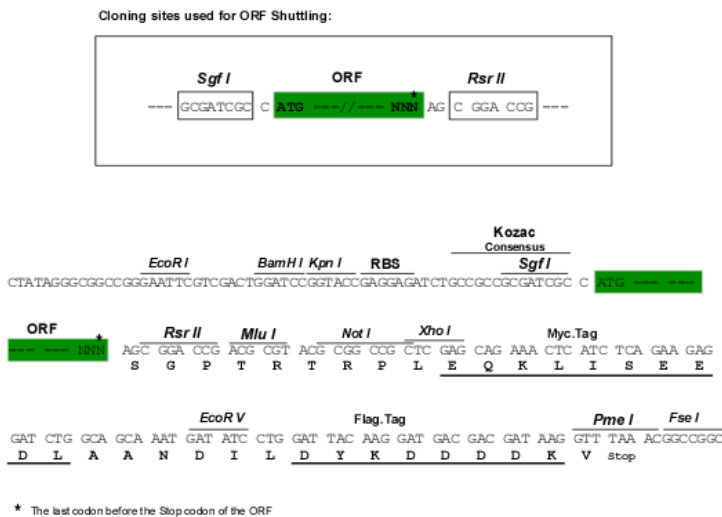 Cloning sites used for ORF Shuttling:
Sgf I ORF Rsr II
*
--- GCGATCGC C ATG ---//--- NNN AG C GGA CCG ---
Kozac
Consensus
EcoR I BamH I Kpn I RBS Sgf I
CTATAGGGCGGCCGGGAATTCGTCGACTGGATCCGGTACCGAGGAGATCTGCCGCCGCGATCGC C ATG --- ---
ORF
* Rsr II Mlu I Not I Xho I Myc.Tag
--- --- NNN AGC GGA CCG ACG CGT ACG CGG CCG CTC GAG CAG AAA CTC ATC TCA GAA GAG
S G P T R T R P L E Q K L I S E E
EcoR V Flag.Tag Pme I Fse I
GAT CTG GCA GCA AAT GAT ATC CTG GAT TAC AAG GAT GAC GAC GAT AAG GTT TAA ACGGCCGGC
D L A A N D I L D Y K D D D D K V Stop
* The last codon before the Stop codon of the ORF